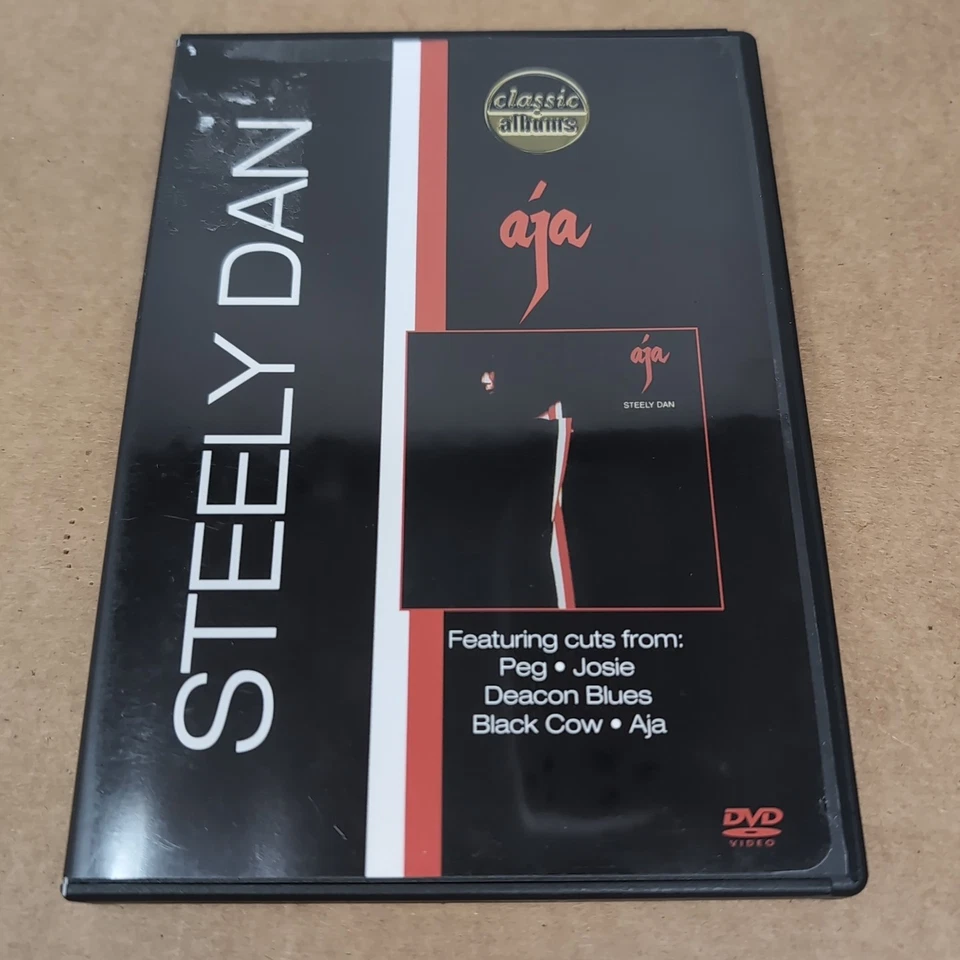 STEELY DAN
classic
albums
aja
aja
STEELY DAN
Featuring cuts from:
Peg • Josie
Deacon Blues
Black Cow • Aja
DVD
VIDEO